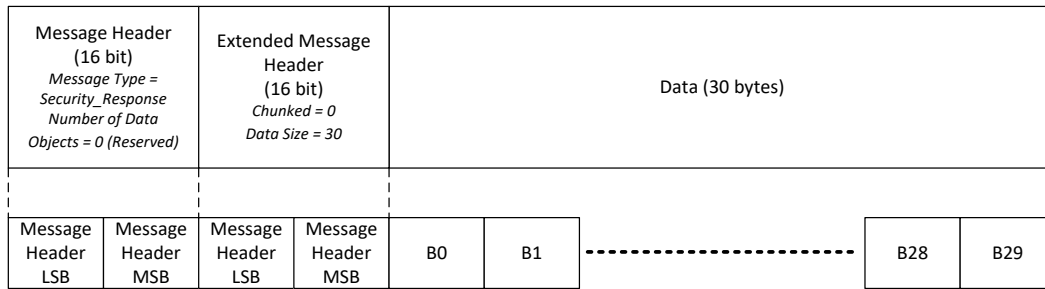 Message Header
(16 bit)
Message Type =
Security_Response
Number of Data
Objects = 0 (Reserved)
Extended Message
Header
(16 bit)
Chunked = 0
Data Size = 30
Data (30 bytes)
Message
Header
LSB
Message
Header
MSB
Message
Header
LSB
Message
Header
MSB
B0
B1
B28
B29